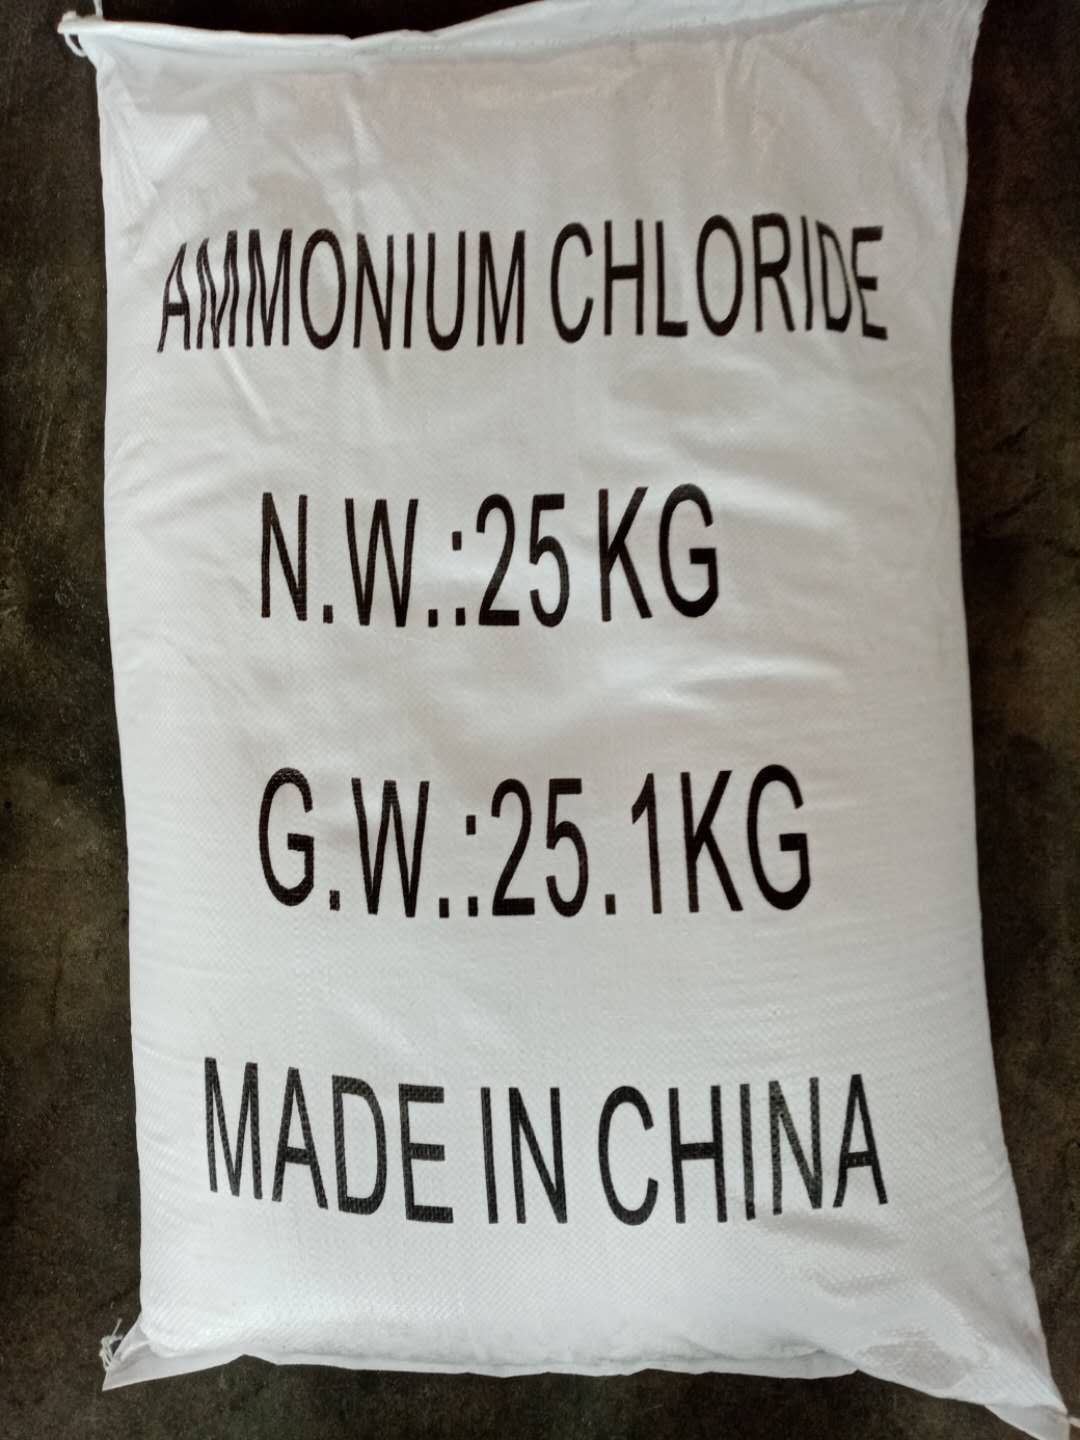 AMMONIUM CHLORIDE
N.W.:25 KG
G.W.:25.1KG
MADE IN CHINA